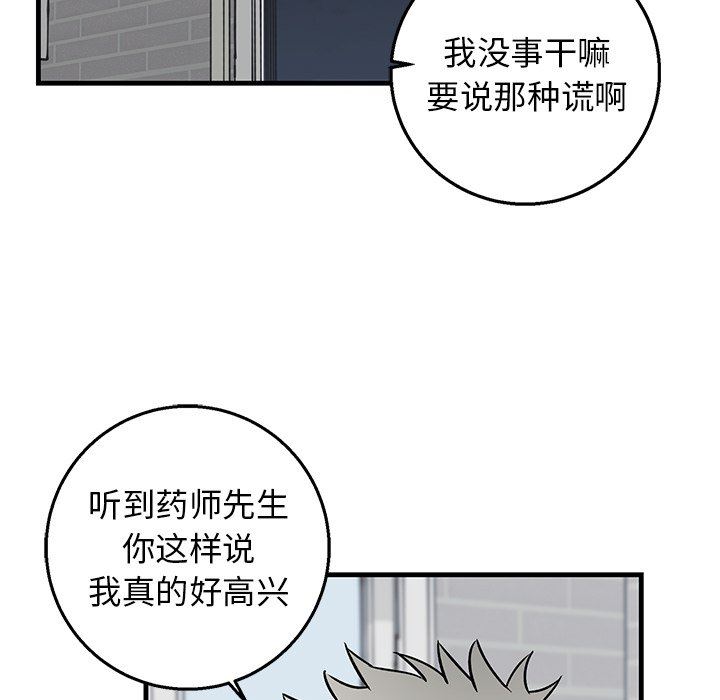 我没事干嘛
要说那种谎啊
听到药师先生
你这样说
我真的好高兴